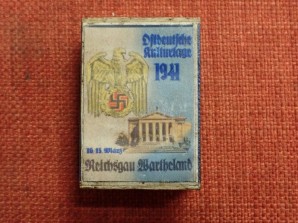 Ostdeutsche
Kulturtage
1941
Reichsgau Wartheland